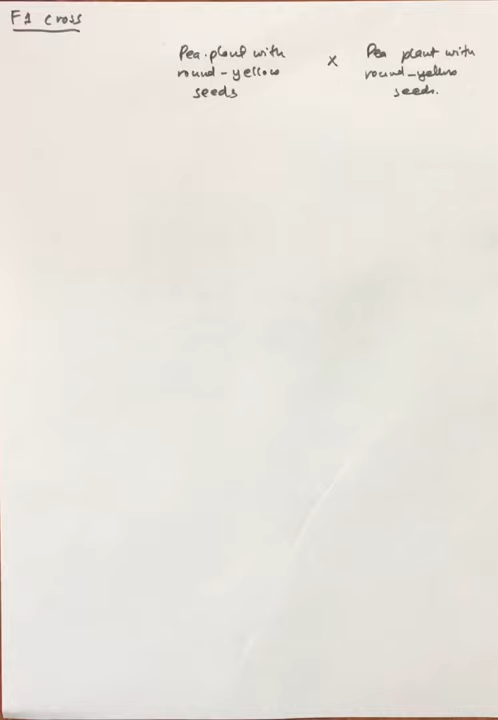 F1 cross
Pea plant with
round-yellow
seeds
x
Pea plant with
round-yellow
seeds.